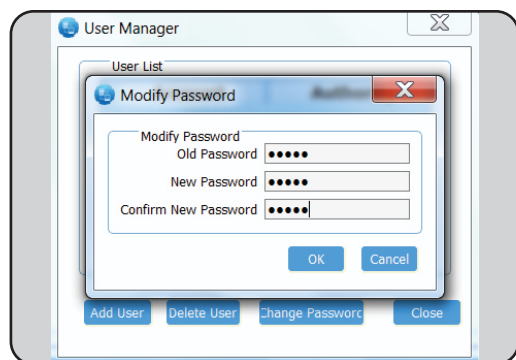 User Manager
User List
Modify Password
Modify Password
Old Password •••••
New Password •••••
Confirm New Password •••••
OK Cancel
Add User Delete User Change Password Close